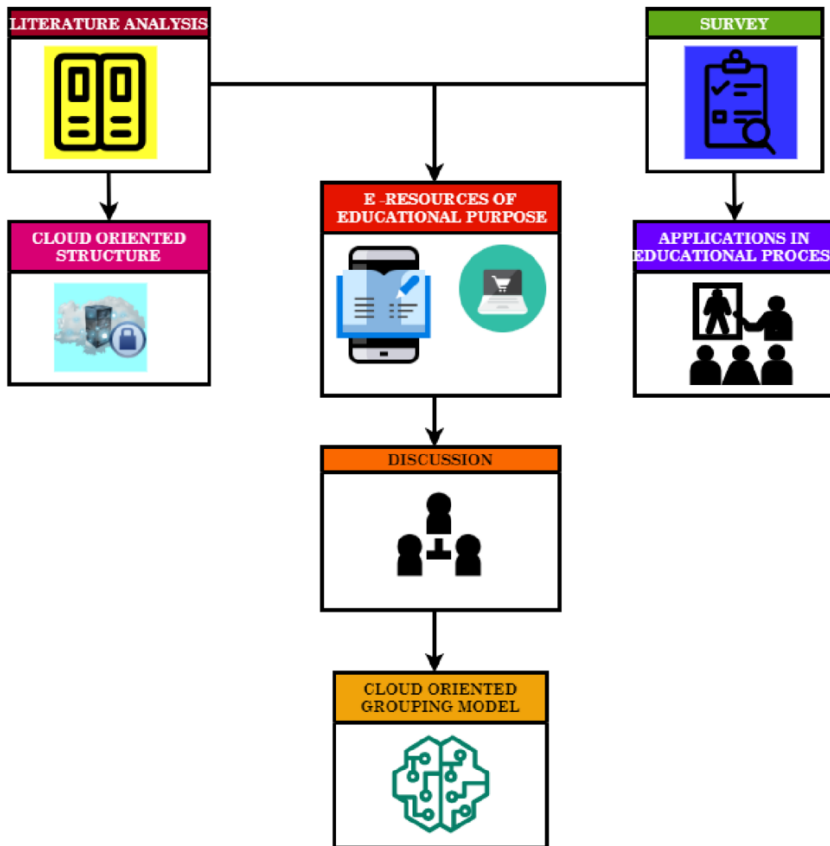 LITERATURE ANALYSIS
SURVEY
E -RESOURCES OF
EDUCATIONAL PURPOSE
CLOUD ORIENTED
STRUCTURE
APPLICATIONS IN
EDUCATIONAL PROCES
DISCUSSION
CLOUD ORIENTED
GROUPING MODEL